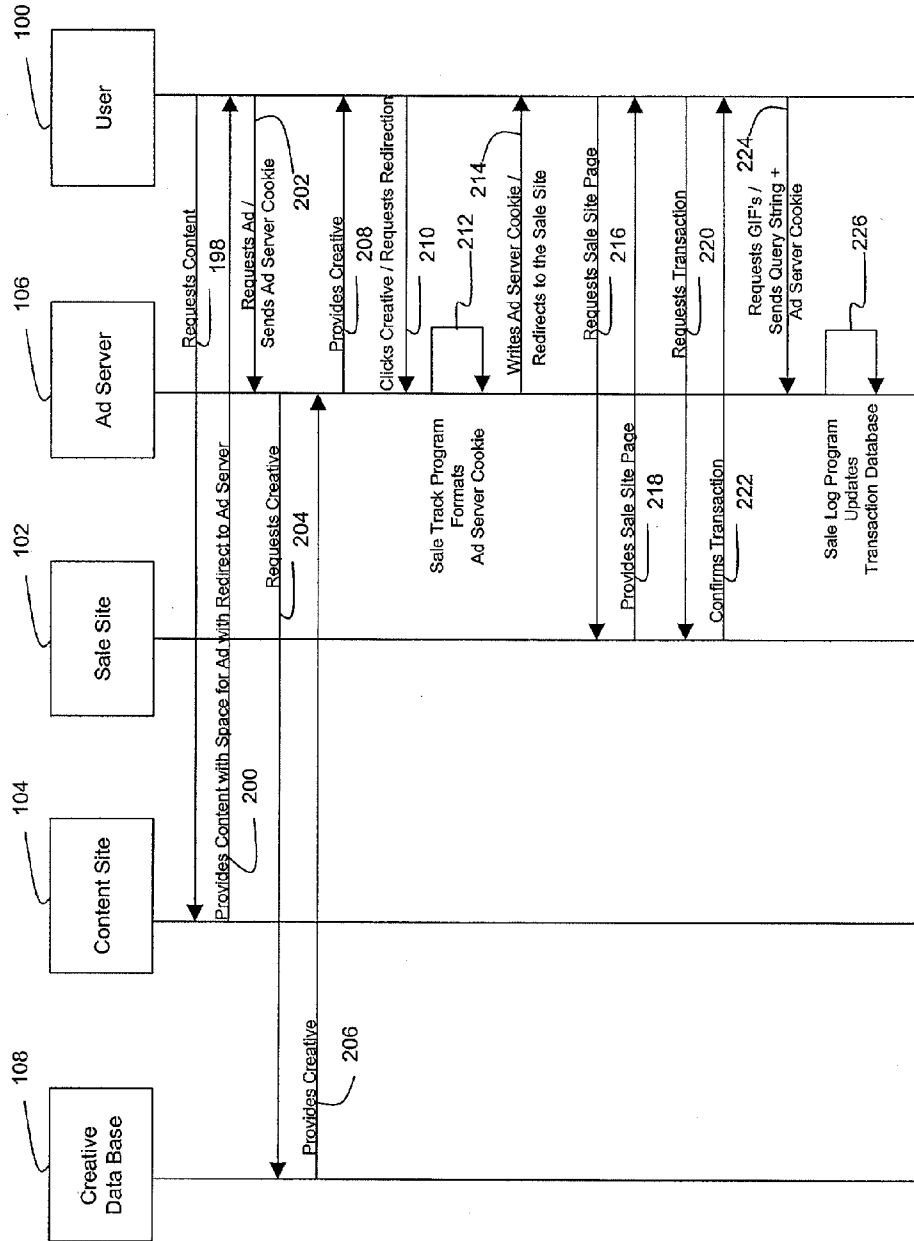 108
Creative
Data Base
104
Content Site
102
Sale Site
106
Ad Server
100
User
Requests Content
198
Provides Content with Space for Ad with Redirect to Ad Server
200
Requests Ad /
Sends Ad Server Cookie
202
Requests Creative
204
Provides Creative
206
Provides Creative
208
Clicks Creative / Requests Redirection
210
212
Sale Track Program
Formats
Ad Server Cookie
Writes Ad Server Cookie /
Redirects to the Sale Site
214
Requests Sale Site Page
216
Provides Sale Site Page
218
Requests Transaction
220
Confirms Transaction
222
Requests GIF's /
Sends Query String +
Ad Server Cookie
224
226
Sale Log Program
Updates
Transaction Database